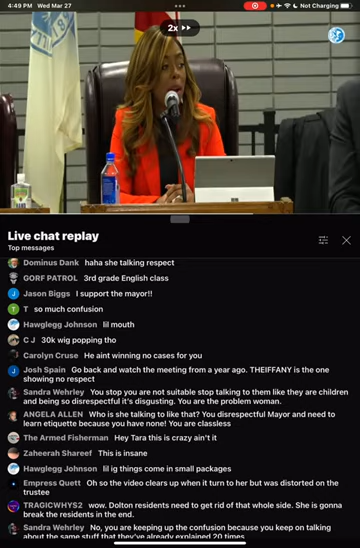 4:49 PM Wed Mar 27
Not Charging
2x
Live chat replay
Top messages
Dominus Dank haha she talking respect
GORF PATROL 3rd grade English class
J Jason Biggs I support the mayor!!
T T so much confusion
Hawglegg Johnson lil mouth
C J 30k wig popping tho
Carolyn Cruse He aint winning no cases for you
J Josh Spain Go back and watch the meeting from a year ago. THEIFFANY is the one
showing no respect
Sandra Wehrley You stop you are not suitable stop talking to them like they are children
and being so disrespectful it's disgusting. You are the problem woman.
ANGELA ALLEN Who is she talking to like that? You disrespectful Mayor and need to
learn etiquette because you have none! You are classless
The Armed Fisherman Hey Tara this is crazy ain't it
Zaheerah Shareef This is insane
Hawglegg Johnson lil ig things come in small packages
Empress Quett Oh so the video clears up when it turn to her but was distorted on the
trustee
TRAGICWHYS2 wow. Dolton residents need to get rid of that whole side. She is gonna
break the residents in the end.
Sandra Wehrley No, you are keeping up the confusion because you keep on talking
about the same stuff that they've already explained 20 times